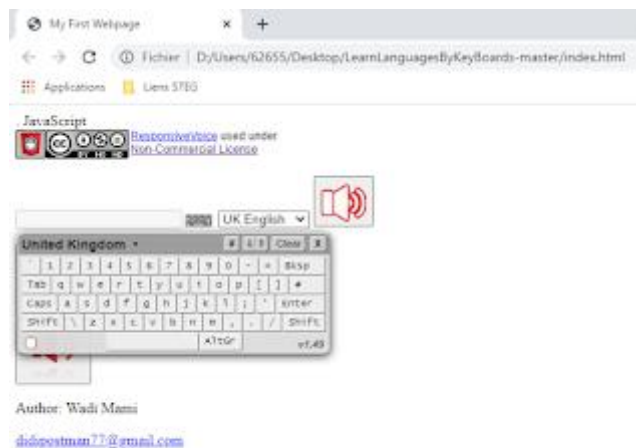 My First Webpage
Fichier | D:/Users/62655/Desktop/LearnLanguagesByKeyBoards-master/index.html
Applications Liens STEG
. JavaScript
ResponsiveVoice used under
Non-Commercial License
UK English
United Kingdom # Clear X
` 1 2 3 4 5 6 7 8 9 0 - = Bksp
Tab q w e r t y u i o p [ ] #
Caps a s d f g h j k l ; ' Enter
Shift \ z x c v b n m , . / Shift
AltGr v1.49
Author: Wadi Mami
didipostman77@gmail.com